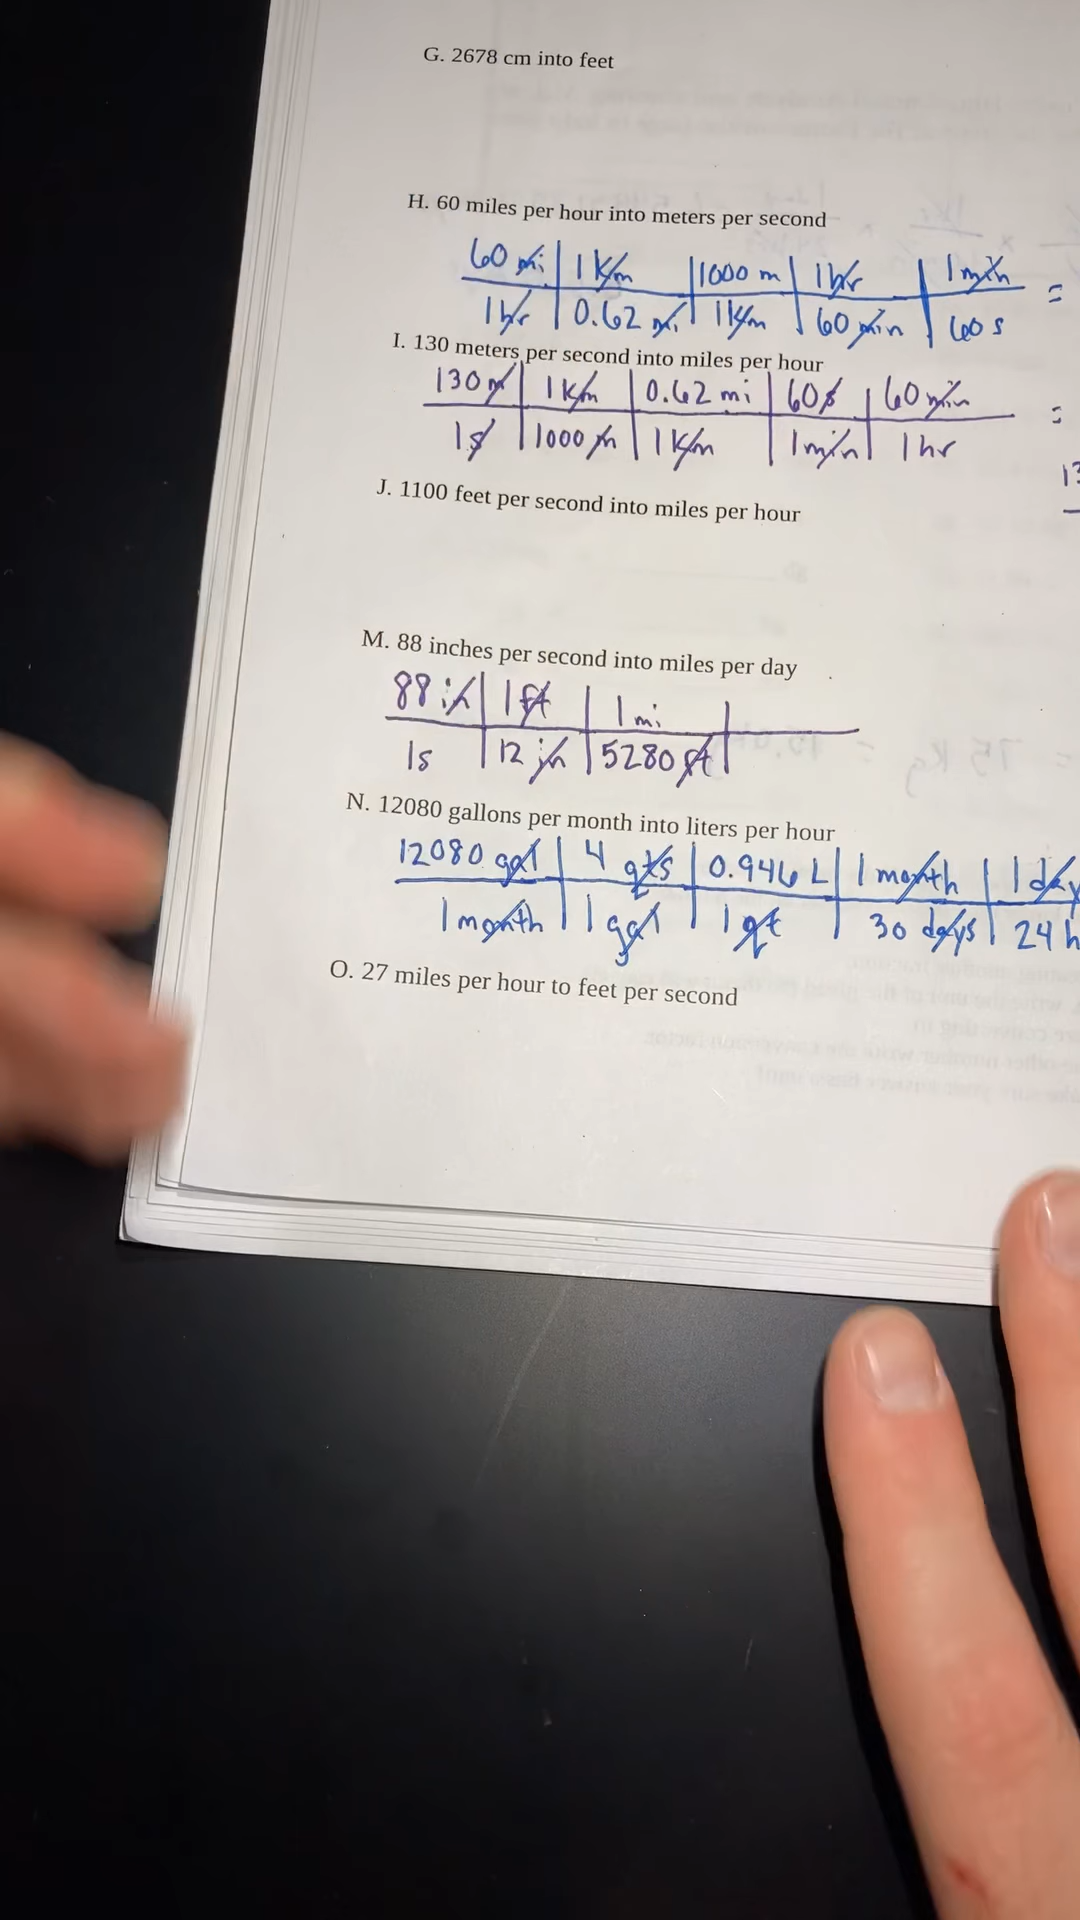 G. 2678 cm into feet
H. 60 miles per hour into meters per second
60 mi | 1 km | 1000 m | 1 hr | 1 min =
1 hr | 0.62 mi | 1 km | 60 min | 60 s
I. 130 meters per second into miles per hour
130 m | 1 km | 0.62 mi | 60 s | 60 min =
1 s | 1000 m | 1 km | 1 min | 1 hr
J. 1100 feet per second into miles per hour
M. 88 inches per second into miles per day
88 in | 1 ft | 1 mi |
1s | 12 in | 5280 ft |
N. 12080 gallons per month into liters per hour
12080 gal | 4 qts | 0.946 L | 1 month | 1 day
1 month | 1 gal | 1 qt | 30 days | 24 h
O. 27 miles per hour to feet per second